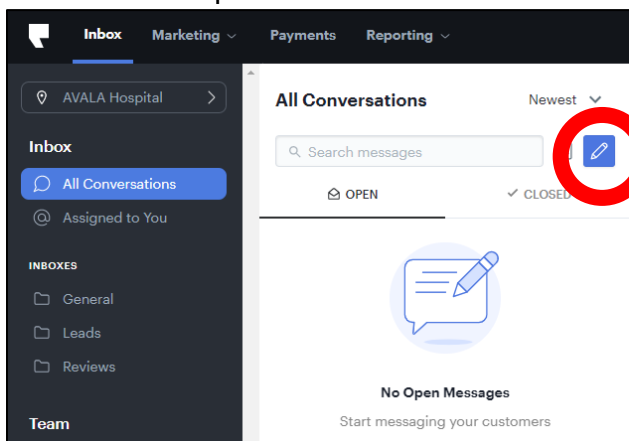 Inbox Marketing Payments Reporting
AVALA Hospital
All Conversations Newest
Inbox
Search messages
All Conversations
OPEN CLOSED
Assigned to You
INBOXES
General
Leads
Reviews
No Open Messages
Team
Start messaging your customers